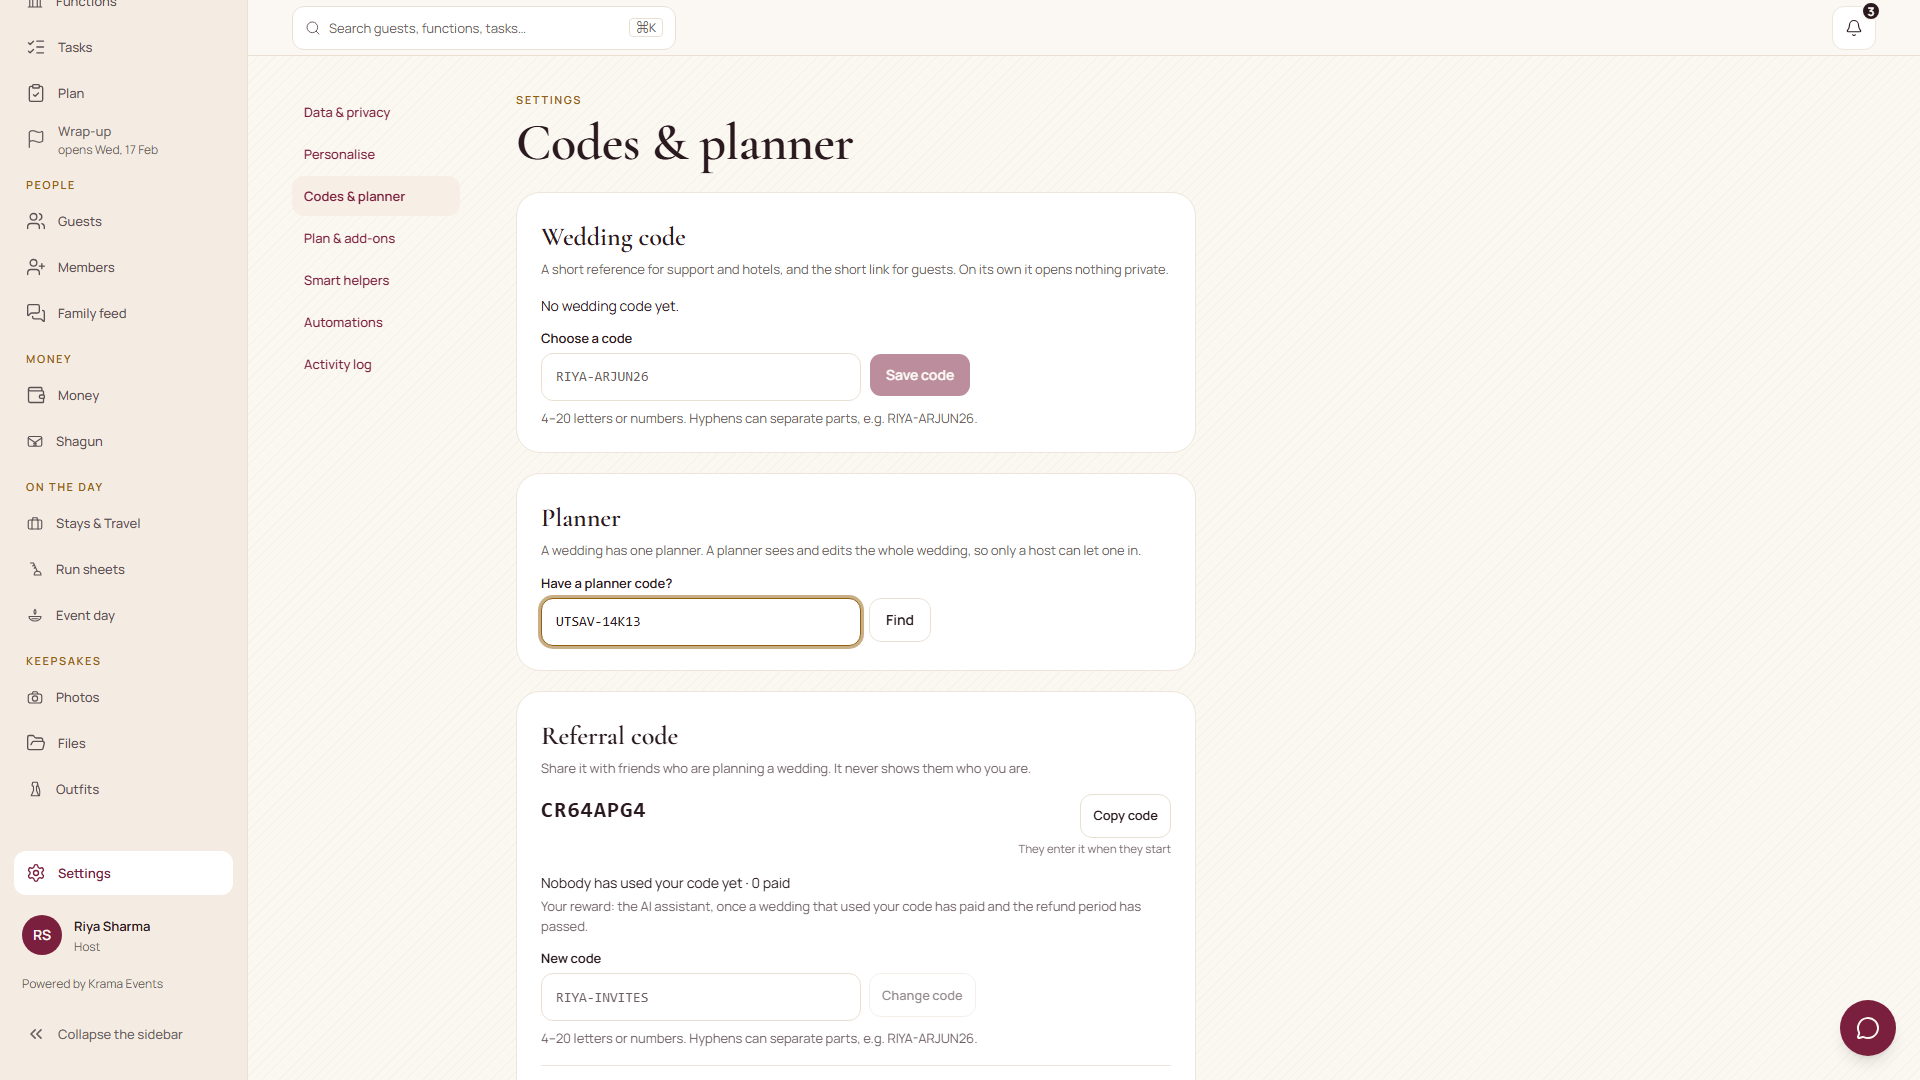 Functions
Tasks
Plan
Wrap-up
opens Wed, 17 Feb
PEOPLE
Guests
Members
Family feed
MONEY
Money
Shagun
ON THE DAY
Stays & Travel
Run sheets
Event day
KEEPSAKES
Photos
Files
Outfits
Settings
RS
Riya Sharma
Host
Powered by Krama Events
Collapse the sidebar
Search guests, functions, tasks...
⌘K
3
Data & privacy
Personalise
Codes & planner
Plan & add-ons
Smart helpers
Automations
Activity log
SETTINGS
Codes & planner
Wedding code
A short reference for support and hotels, and the short link for guests. On its own it opens nothing private.
No wedding code yet.
Choose a code
RIYA-ARJUN26
Save code
4–20 letters or numbers. Hyphens can separate parts, e.g. RIYA-ARJUN26.
Planner
A wedding has one planner. A planner sees and edits the whole wedding, so only a host can let one in.
Have a planner code?
UTSAV-14K13
Find
Referral code
Share it with friends who are planning a wedding. It never shows them who you are.
CR64APG4
Copy code
They enter it when they start
Nobody has used your code yet · 0 paid
Your reward: the AI assistant, once a wedding that used your code has paid and the refund period has
passed.
New code
RIYA-INVITES
Change code
4–20 letters or numbers. Hyphens can separate parts, e.g. RIYA-ARJUN26.